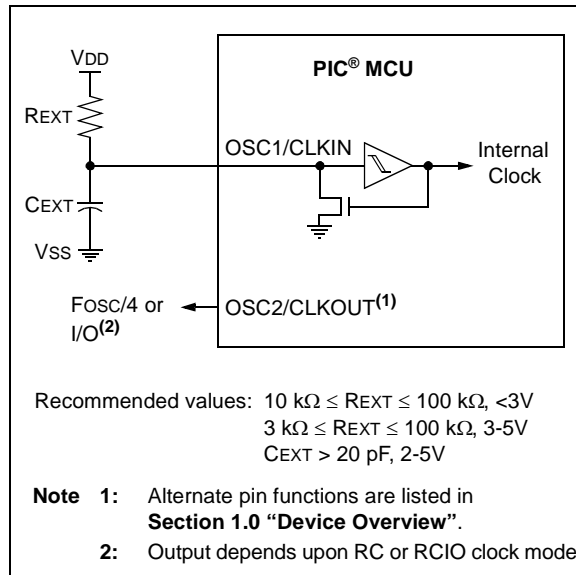 VDD
PIC® MCU
REXT
OSC1/CLKIN
Internal
Clock
CEXT
VSS
FOSC/4 or
I/O(2)
OSC2/CLKOUT(1)
Recommended values: 10 kΩ ≤ REXT ≤ 100 kΩ, <3V
3 kΩ ≤ REXT ≤ 100 kΩ, 3-5V
CEXT > 20 pF, 2-5V
Note 1: Alternate pin functions are listed in
Section 1.0 “Device Overview”.
2: Output depends upon RC or RCIO clock mode